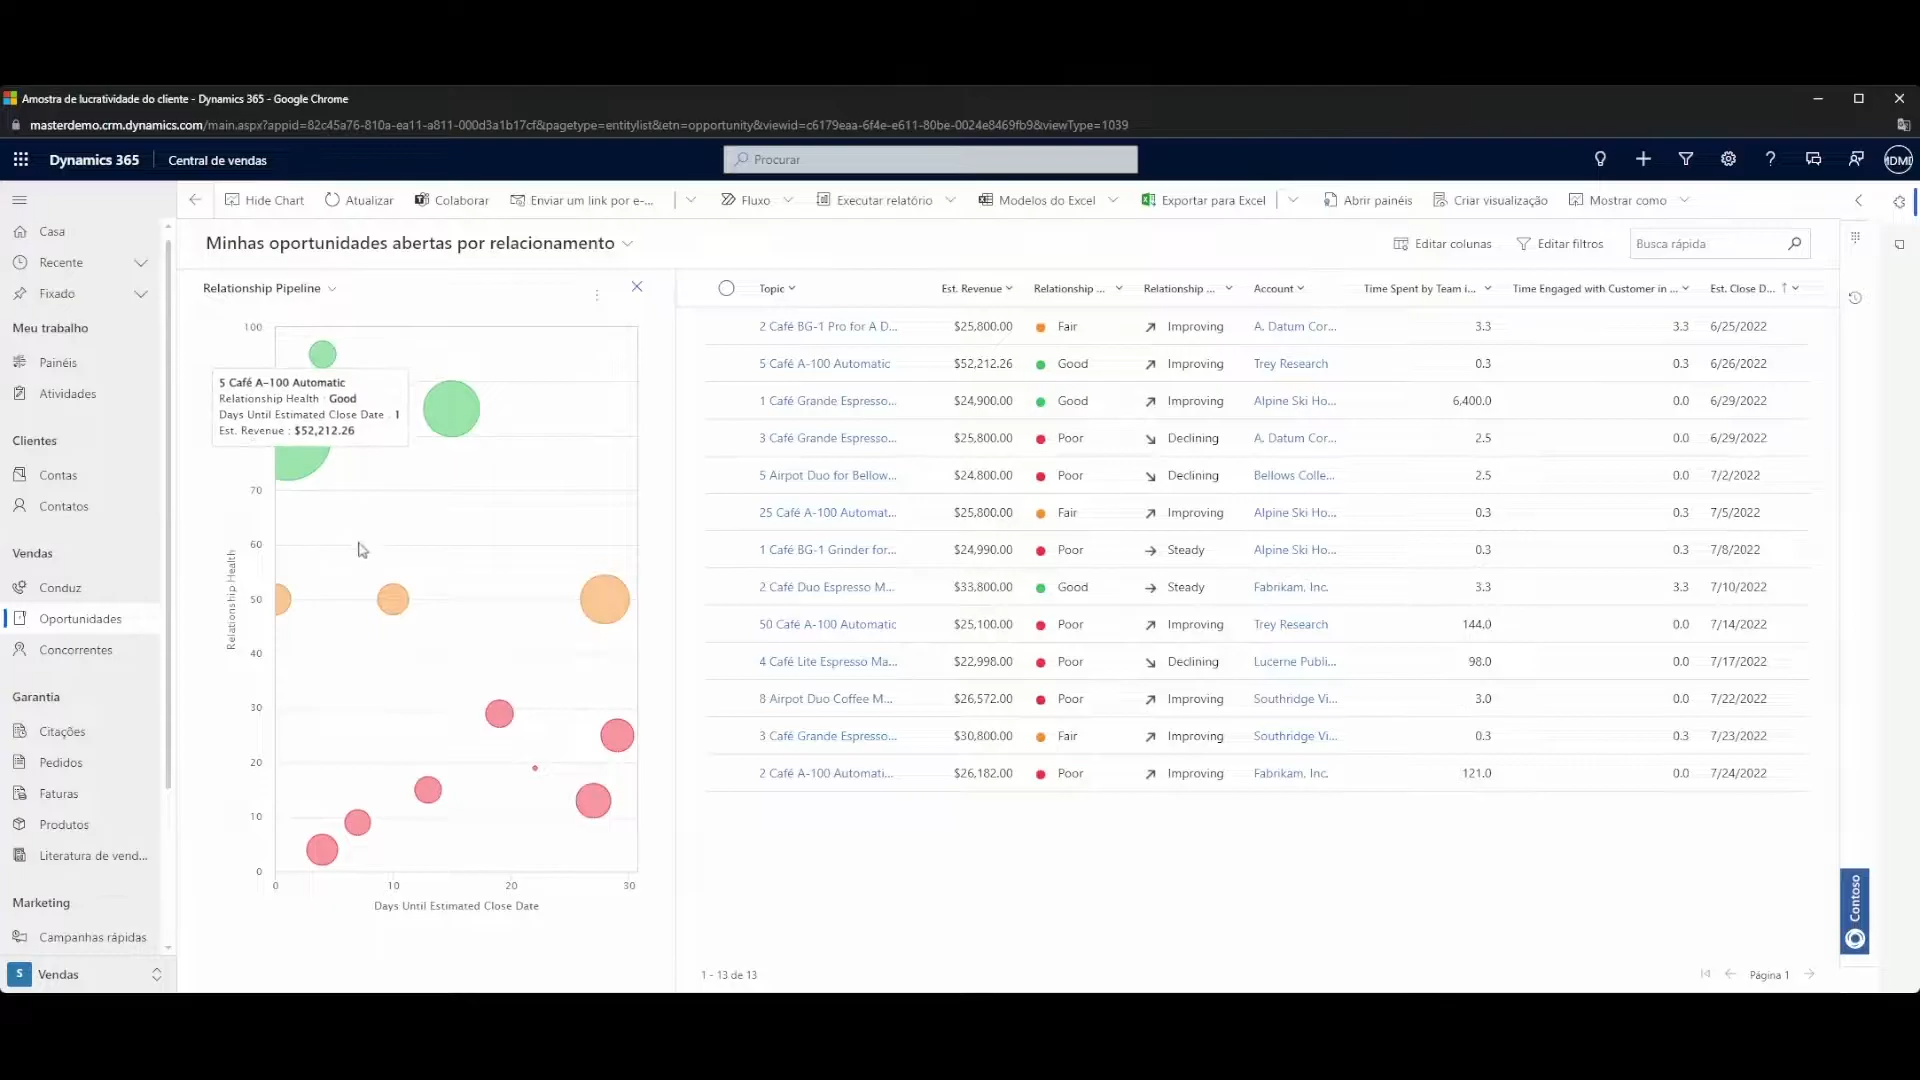 Amostra de lucratividade do cliente - Dynamics 365 - Google Chrome
masterdemo.crm.dynamics.com/main.aspx?appid=82c45a76-810a-ea11-a811-000d3a1b17cf&pagetype=entitylist&etn=opportunity&viewid=c6179eaa-6f4e-e611-80be-0024e8469fb9&viewType=1039
Dynamics 365 Central de vendas Procurar
Hide Chart Atualizar Colaborar Enviar um link por e-... Fluxo Executar relatório Modelos do Excel Exportar para Excel Abrir painéis Criar visualização Mostrar como
Casa
Recente
Fixado
Meu trabalho
Painéis
Atividades
Clientes
Contas
Contatos
Vendas
Conduz
Oportunidades
Concorrentes
Garantia
Citações
Pedidos
Faturas
Produtos
Literatura de vend...
Marketing
Campanhas rápidas
S Vendas
Minhas oportunidades abertas por relacionamento
Editar colunas Editar filtros Busca rápida
Relationship Pipeline
100
5 Café A-100 Automatic
Relationship Health : Good
Days Until Estimated Close Date . 1
Est. Revenue : $52,212.26
70
60
50
40
30
20
10
0
Relationship Health
0 10 20 30
Days Until Estimated Close Date
Topic Est. Revenue Relationship ... Relationship ... Account Time Spent by Team i... Time Engaged with Customer in ... Est. Close D...
2 Café BG-1 Pro for A D... $25,800.00 Fair Improving A. Datum Cor... 3.3 3.3 6/25/2022
5 Café A-100 Automatic $52,212.26 Good Improving Trey Research 0.3 0.3 6/26/2022
1 Café Grande Espresso... $24,900.00 Good Improving Alpine Ski Ho... 6,400.0 0.0 6/29/2022
3 Café Grande Espresso... $25,800.00 Poor Declining A. Datum Cor... 2.5 0.0 6/29/2022
5 Airpot Duo for Bellow... $24,800.00 Poor Declining Bellows Colle... 2.5 0.0 7/2/2022
25 Café A-100 Automat... $25,800.00 Fair Improving Alpine Ski Ho... 0.3 0.3 7/5/2022
1 Café BG-1 Grinder for... $24,990.00 Poor Steady Alpine Ski Ho... 0.3 0.3 7/8/2022
2 Café Duo Espresso M... $33,800.00 Good Steady Fabrikam, Inc. 3.3 3.3 7/10/2022
50 Café A-100 Automatic $25,100.00 Poor Improving Trey Research 144.0 0.0 7/14/2022
4 Café Lite Espresso Ma... $22,998.00 Poor Declining Lucerne Publi... 98.0 0.0 7/17/2022
8 Airpot Duo Coffee M... $26,572.00 Poor Improving Southridge Vi... 3.0 0.0 7/22/2022
3 Café Grande Espresso... $30,800.00 Fair Improving Southridge Vi... 0.3 0.3 7/23/2022
2 Café A-100 Automati... $26,182.00 Poor Improving Fabrikam, Inc. 121.0 0.0 7/24/2022
Contoso
1 - 13 de 13 Página 1